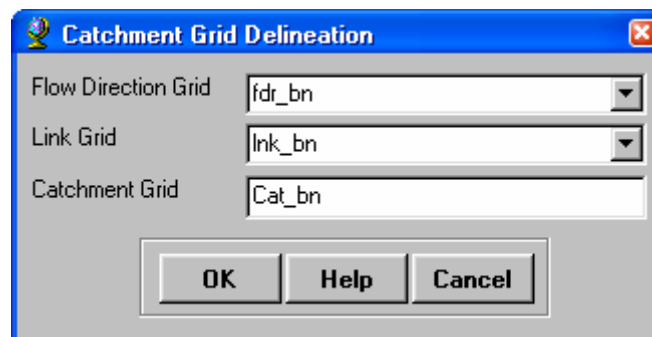 Catchment Grid Delineation
Flow Direction Grid fdr_bn
Link Grid lnk_bn
Catchment Grid Cat_bn
OK Help Cancel